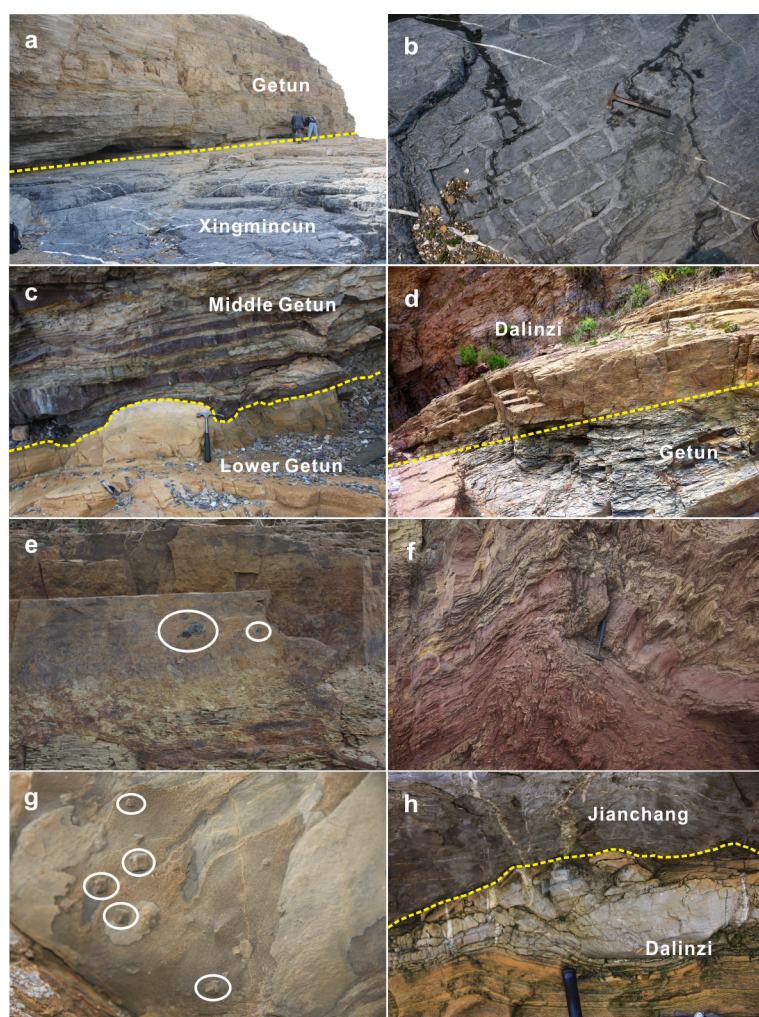 a
Getun
Xingmincun
b
c
Middle Getun
Lower Getun
d
Dalinzi
Getun
e
f
g
h
Jianchang
Dalinzi